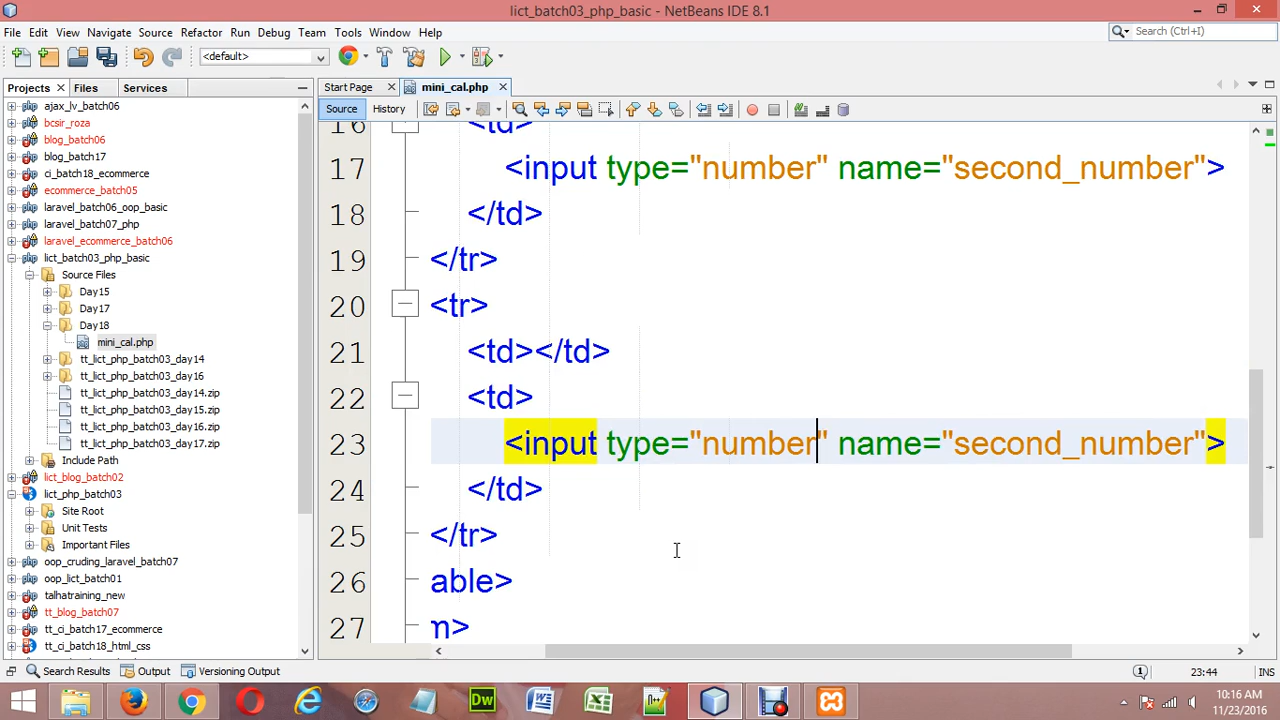 lict_batch03_php_basic - NetBeans IDE 8.1
File Edit View Navigate Source Refactor Run Debug Team Tools Window Help
Search (Ctrl+I)
<default>
Projects Files Services
Start Page mini_cal.php
Source History
ajax_lv_batch06
bcsir_roza
blog_batch06
blog_batch17
ci_batch18_ecommerce
ecommerce_batch05
laravel_batch06_oop_basic
laravel_batch07_php
laravel_ecommerce_batch06
lict_batch03_php_basic
Source Files
Day15
Day17
Day18
mini_cal.php
tt_lict_php_batch03_day14
tt_lict_php_batch03_day16
tt_lict_php_batch03_day14.zip
tt_lict_php_batch03_day15.zip
tt_lict_php_batch03_day16.zip
tt_lict_php_batch03_day17.zip
Include Path
lict_blog_batch02
lict_php_batch03
Site Root
Unit Tests
Important Files
oop_cruding_laravel_batch07
oop_lict_batch01
talhatraining_new
tt_blog_batch07
tt_ci_batch17_ecommerce
tt_ci_batch18_html_css
16 <td>
17 <input type="number" name="second_number">
18 </td>
19 </tr>
20 <tr>
21 <td></td>
22 <td>
23 <input type="number" name="second_number">
24 </td>
25 </tr>
26 able>
27 m>
Search Results Output Versioning Output
1 23:44 INS
Dw
10:16 AM
11/23/2016